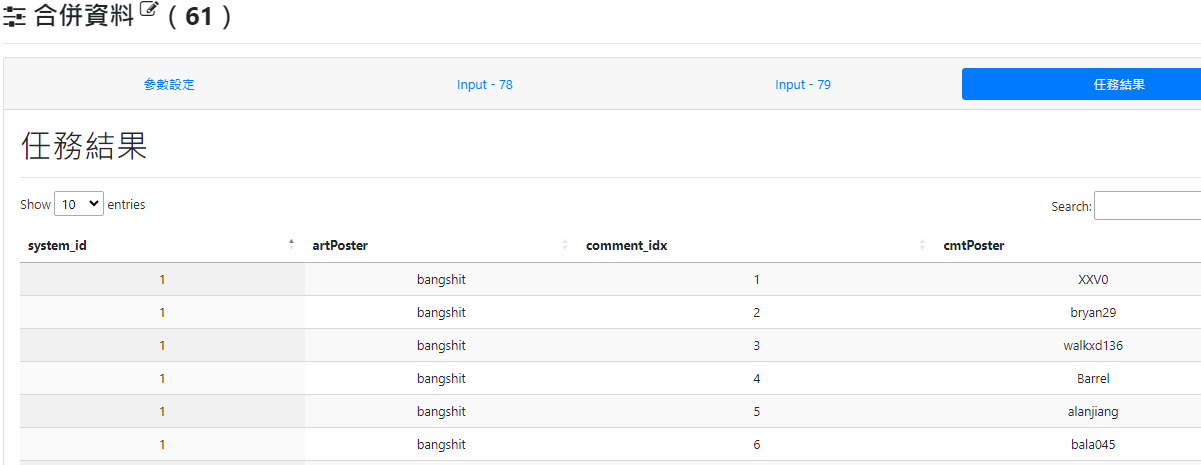 合併資料 ( 61 )
參數設定 Input - 78 Input - 79 任務結果
任務結果
Show 10 entries Search:
system_id artPoster comment_idx cmtPoster
1 bangshit 1 XXV0
1 bangshit 2 bryan29
1 bangshit 3 walkxd136
1 bangshit 4 Barrel
1 bangshit 5 alanjiang
1 bangshit 6 bala045